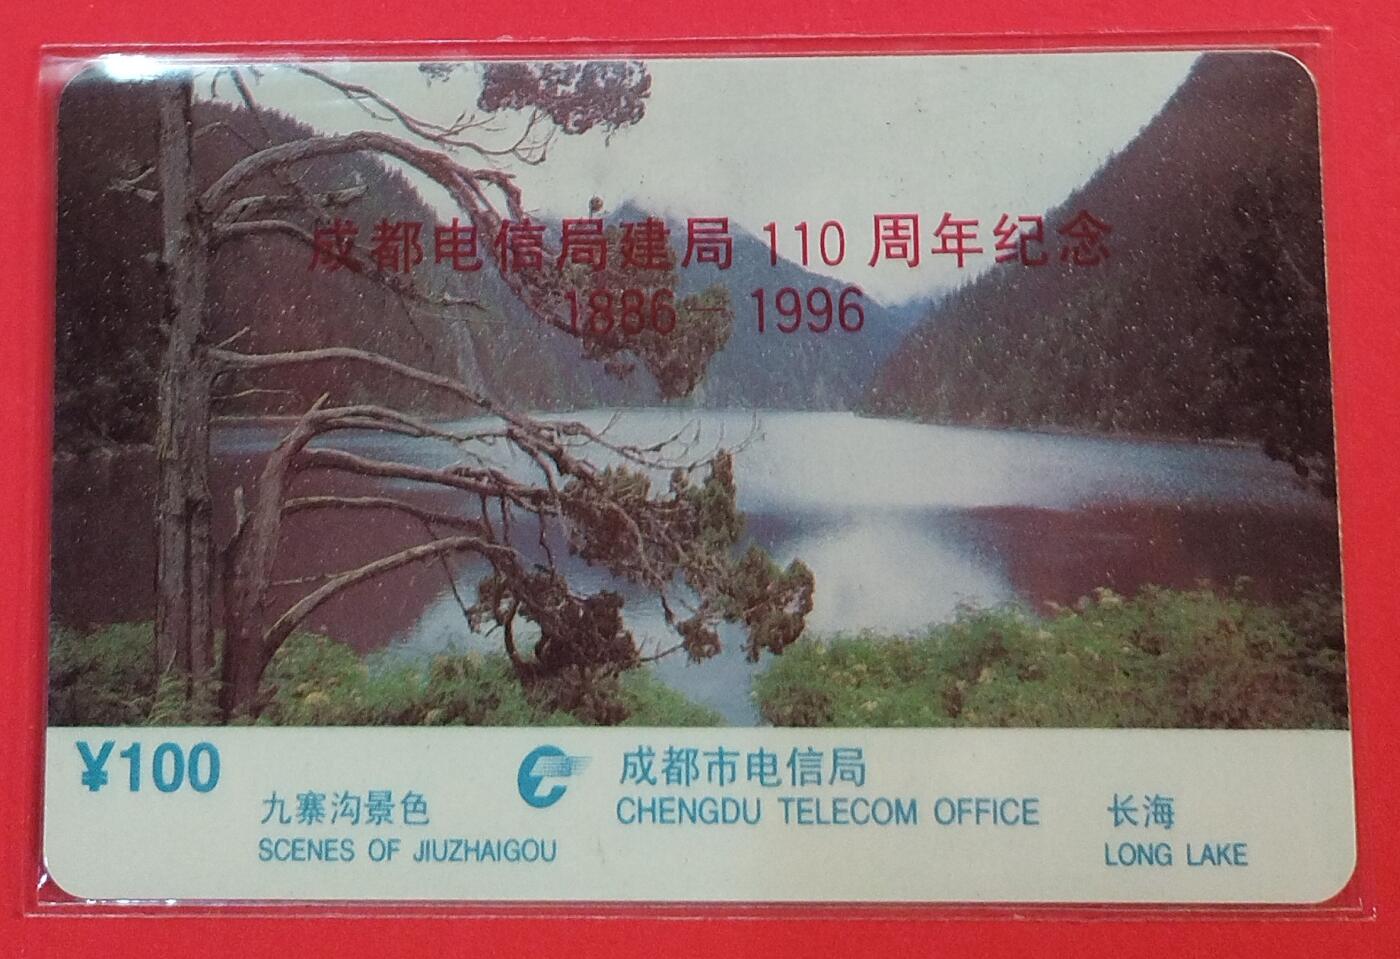 成都电信局建局 110 周年纪念
1886— 1996
¥100
九寨沟景色
SCENES OF JIUZHAIGOU
成都市电信局
CHENGDU TELECOM OFFICE
长海
LONG LAKE